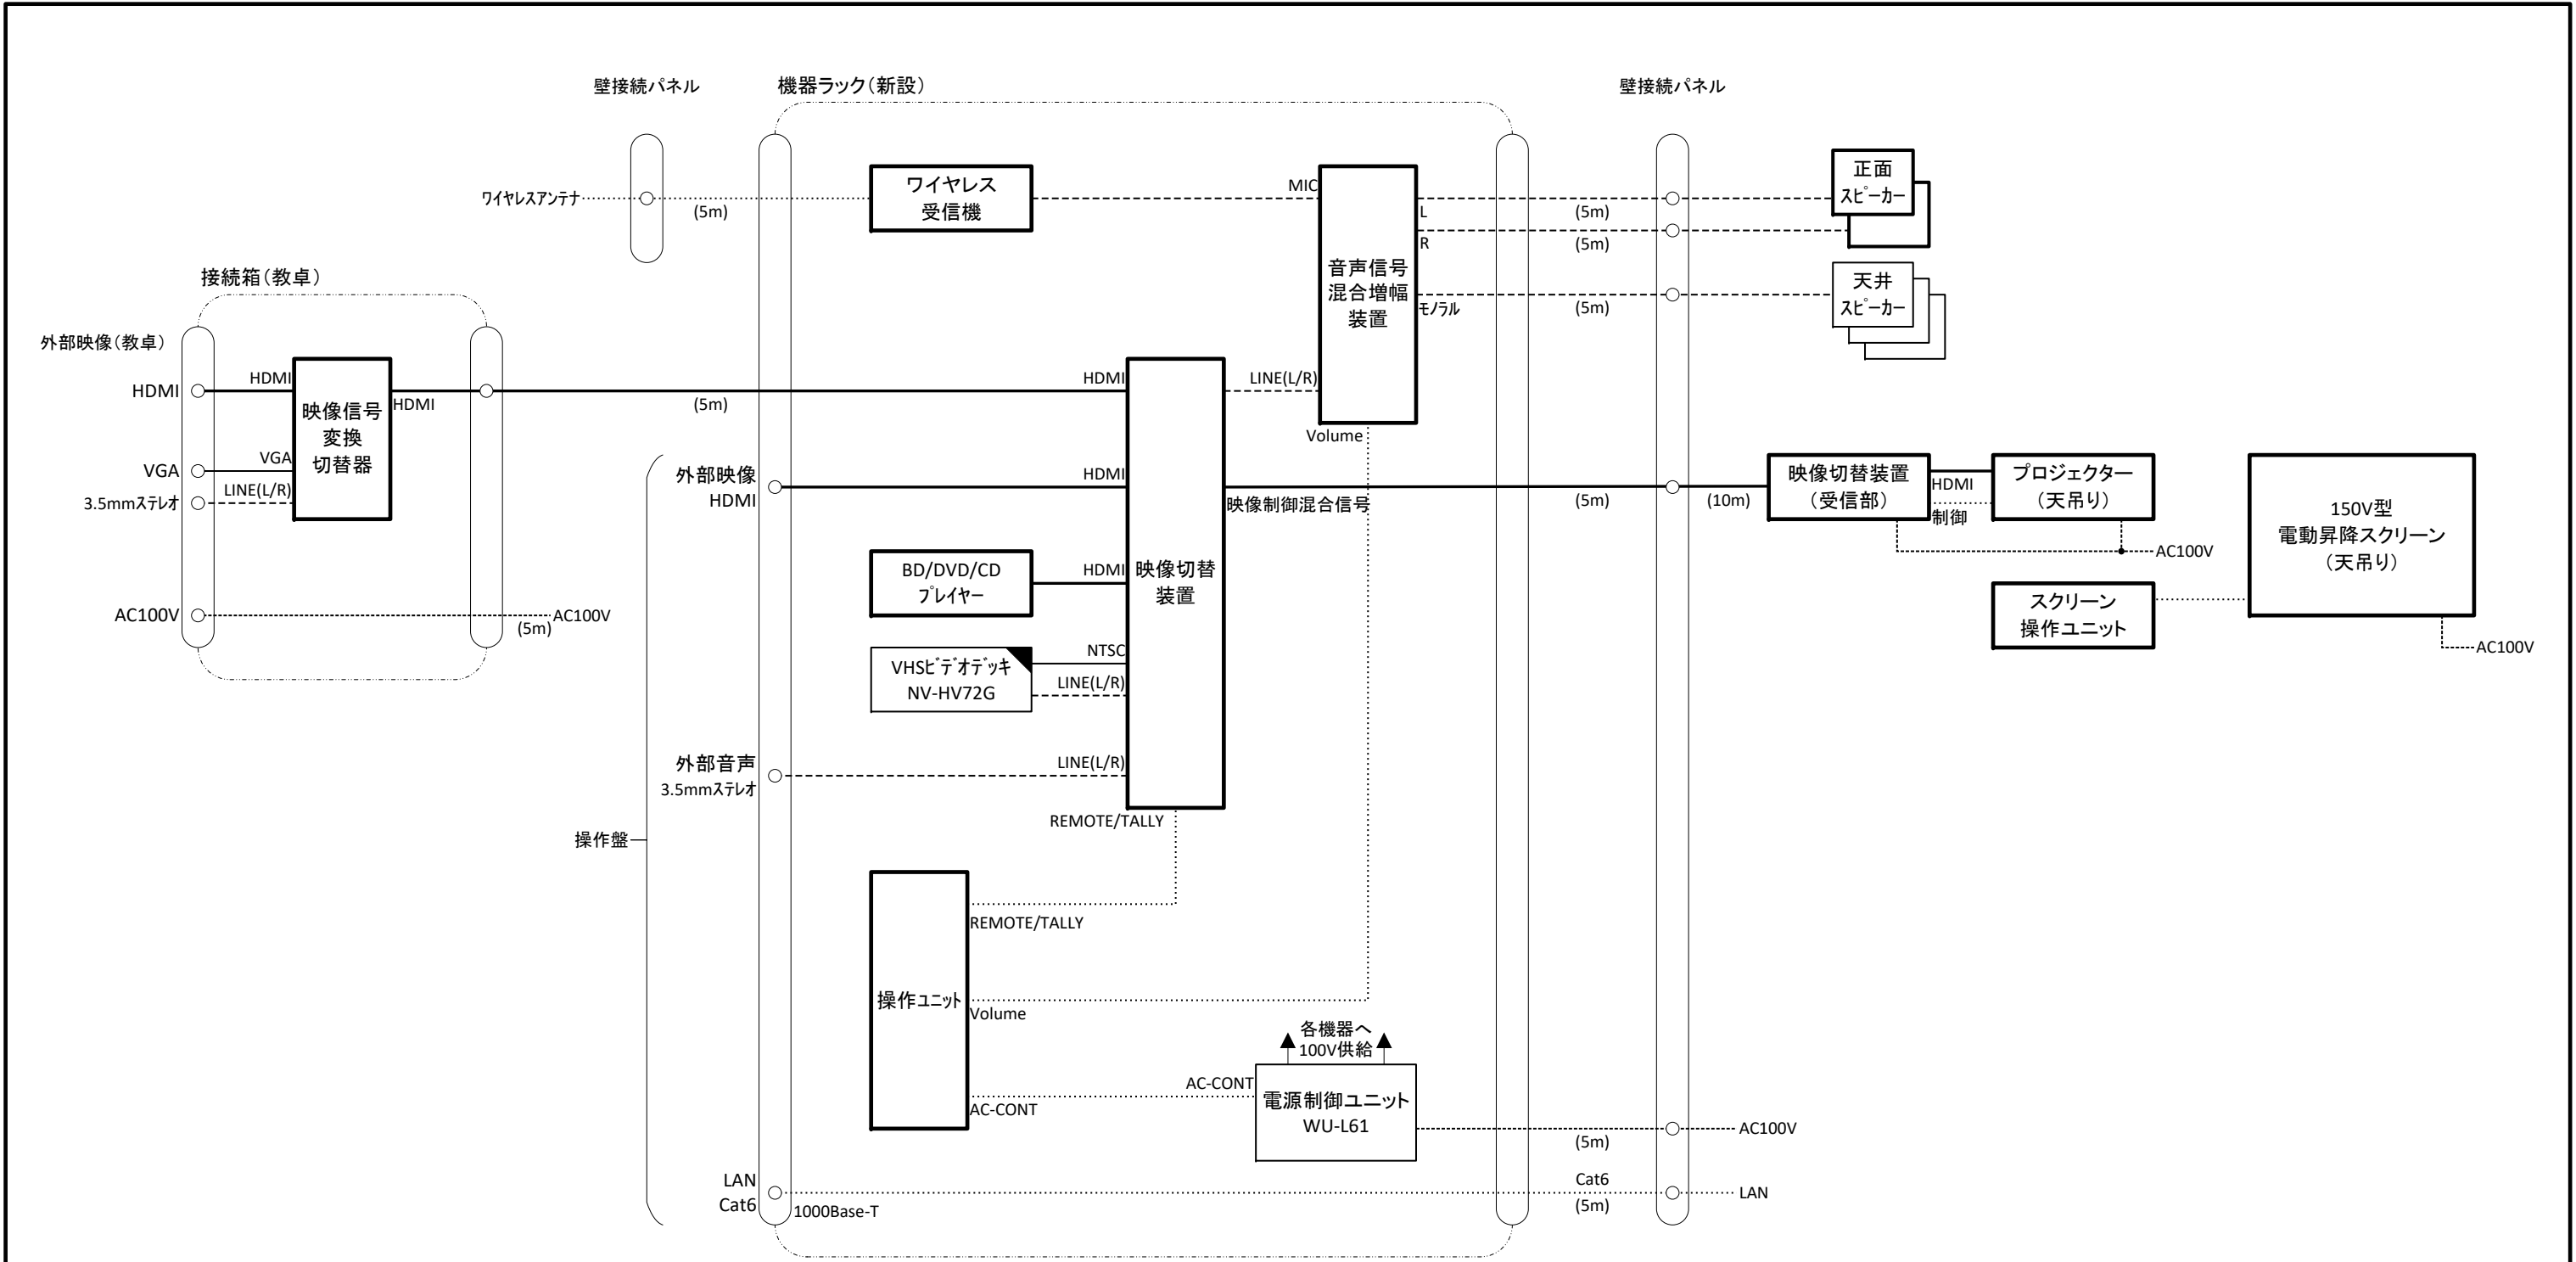 壁接続パネル
機器ラック（新設）
壁接続パネル
ワイヤレスアンテナ
(5m)
ワイヤレス
受信機
MIC
音声信号
混合増幅
装置
L
(5m)
R
(5m)
モノラル
(5m)
正面
スピーカー
天井
スピーカー
接続箱（教卓）
外部映像（教卓）
HDMI
HDMI
VGA
VGA
3.5mmステレオ
LINE(L/R)
映像信号
変換
切替器
HDMI
(5m)
AC100V
(5m)
AC100V
HDMI
LINE(L/R)
Volume
外部映像
HDMI
HDMI
映像制御混合信号
(5m)
(10m)
映像切替装置
（受信部）
HDMI
制御
プロジェクター
（天吊り）
AC100V
150V型
電動昇降スクリーン
（天吊り）
AC100V
スクリーン
操作ユニット
BD/DVD/CD
プレイヤー
HDMI
映像切替
装置
VHSビデオデッキ
NV-HV72G
NTSC
LINE(L/R)
外部音声
3.5mmステレオ
LINE(L/R)
REMOTE/TALLY
操作盤
操作ユニット
REMOTE/TALLY
Volume
AC-CONT
各機器へ
100V供給
AC-CONT
電源制御ユニット
WU-L61
(5m)
AC100V
LAN
Cat6
1000Base-T
Cat6
(5m)
LAN